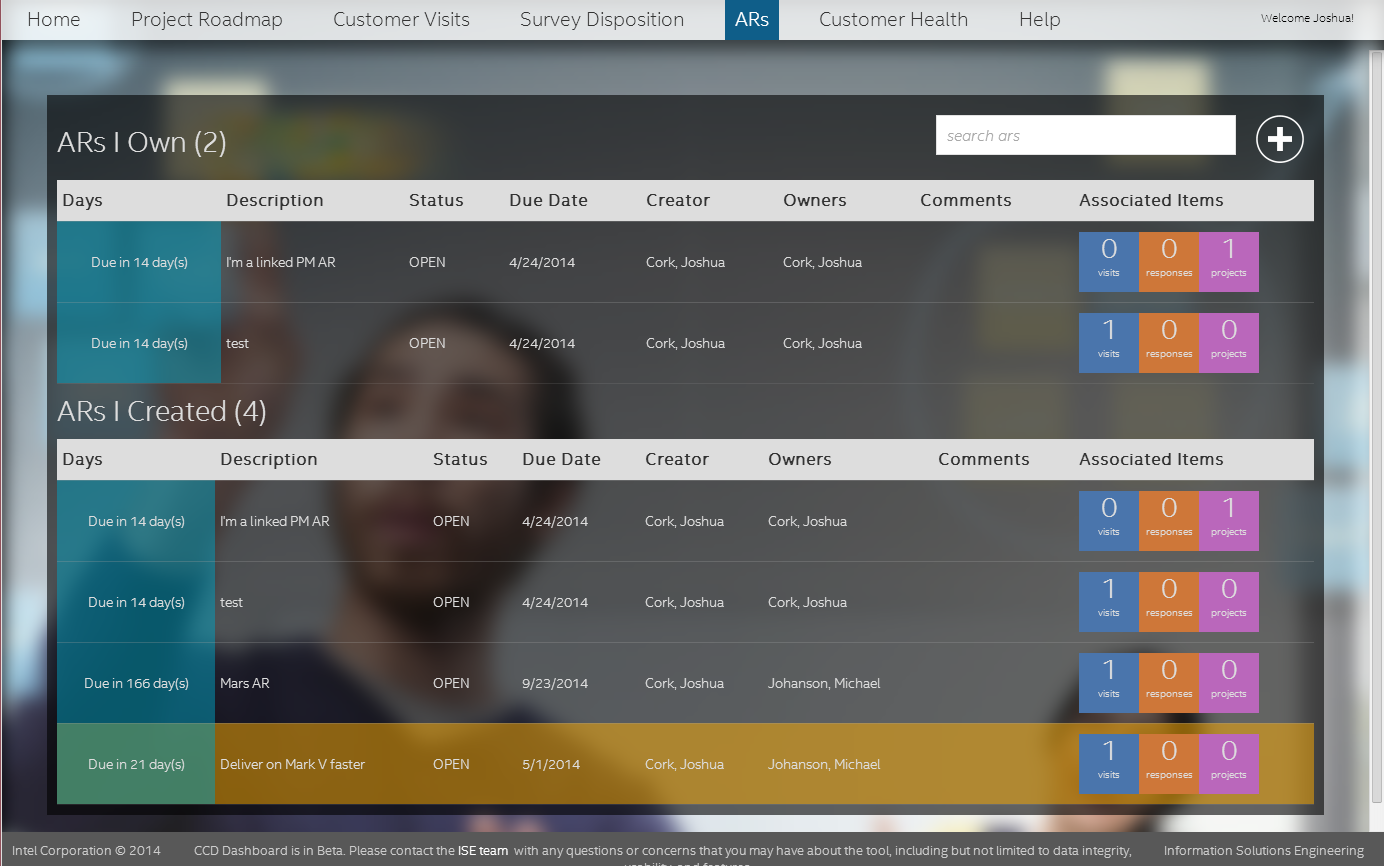 Home Project Roadmap Customer Visits Survey Disposition ARs Customer Health Help Welcome Joshua!
ARs I Own (2) search ars
Days Description Status Due Date Creator Owners Comments Associated Items
Due in 14 day(s) I'm a linked PM AR OPEN 4/24/2014 Cork, Joshua Cork, Joshua 0 0 1
visits responses projects
Due in 14 day(s) test OPEN 4/24/2014 Cork, Joshua Cork, Joshua 1 0 0
visits responses projects
ARs I Created (4)
Days Description Status Due Date Creator Owners Comments Associated Items
Due in 14 day(s) I'm a linked PM AR OPEN 4/24/2014 Cork, Joshua Cork, Joshua 0 0 1
visits responses projects
Due in 14 day(s) test OPEN 4/24/2014 Cork, Joshua Cork, Joshua 1 0 0
visits responses projects
Due in 166 day(s) Mars AR OPEN 9/23/2014 Cork, Joshua Johanson, Michael 1 0 0
visits responses projects
Due in 21 day(s) Deliver on Mark V faster OPEN 5/1/2014 Cork, Joshua Johanson, Michael 1 0 0
visits responses projects
Intel Corporation © 2014 CCD Dashboard is in Beta. Please contact the ISE team with any questions or concerns that you may have about the tool, including but not limited to data integrity, Information Solutions Engineering
usability, and features